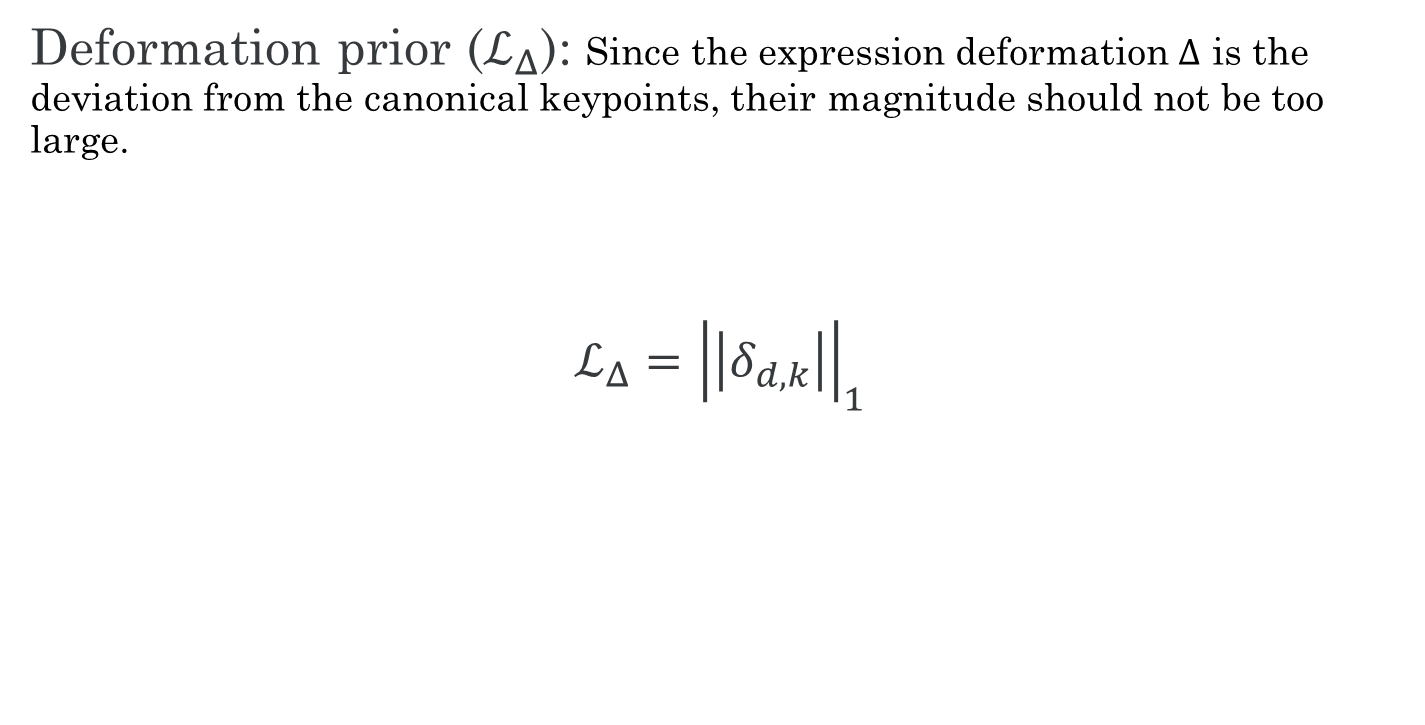 Deformation prior (ℒ_Δ): Since the expression deformation Δ is the
deviation from the canonical keypoints, their magnitude should not be too
large.
ℒ_Δ = ||δ_{d,k}||_1